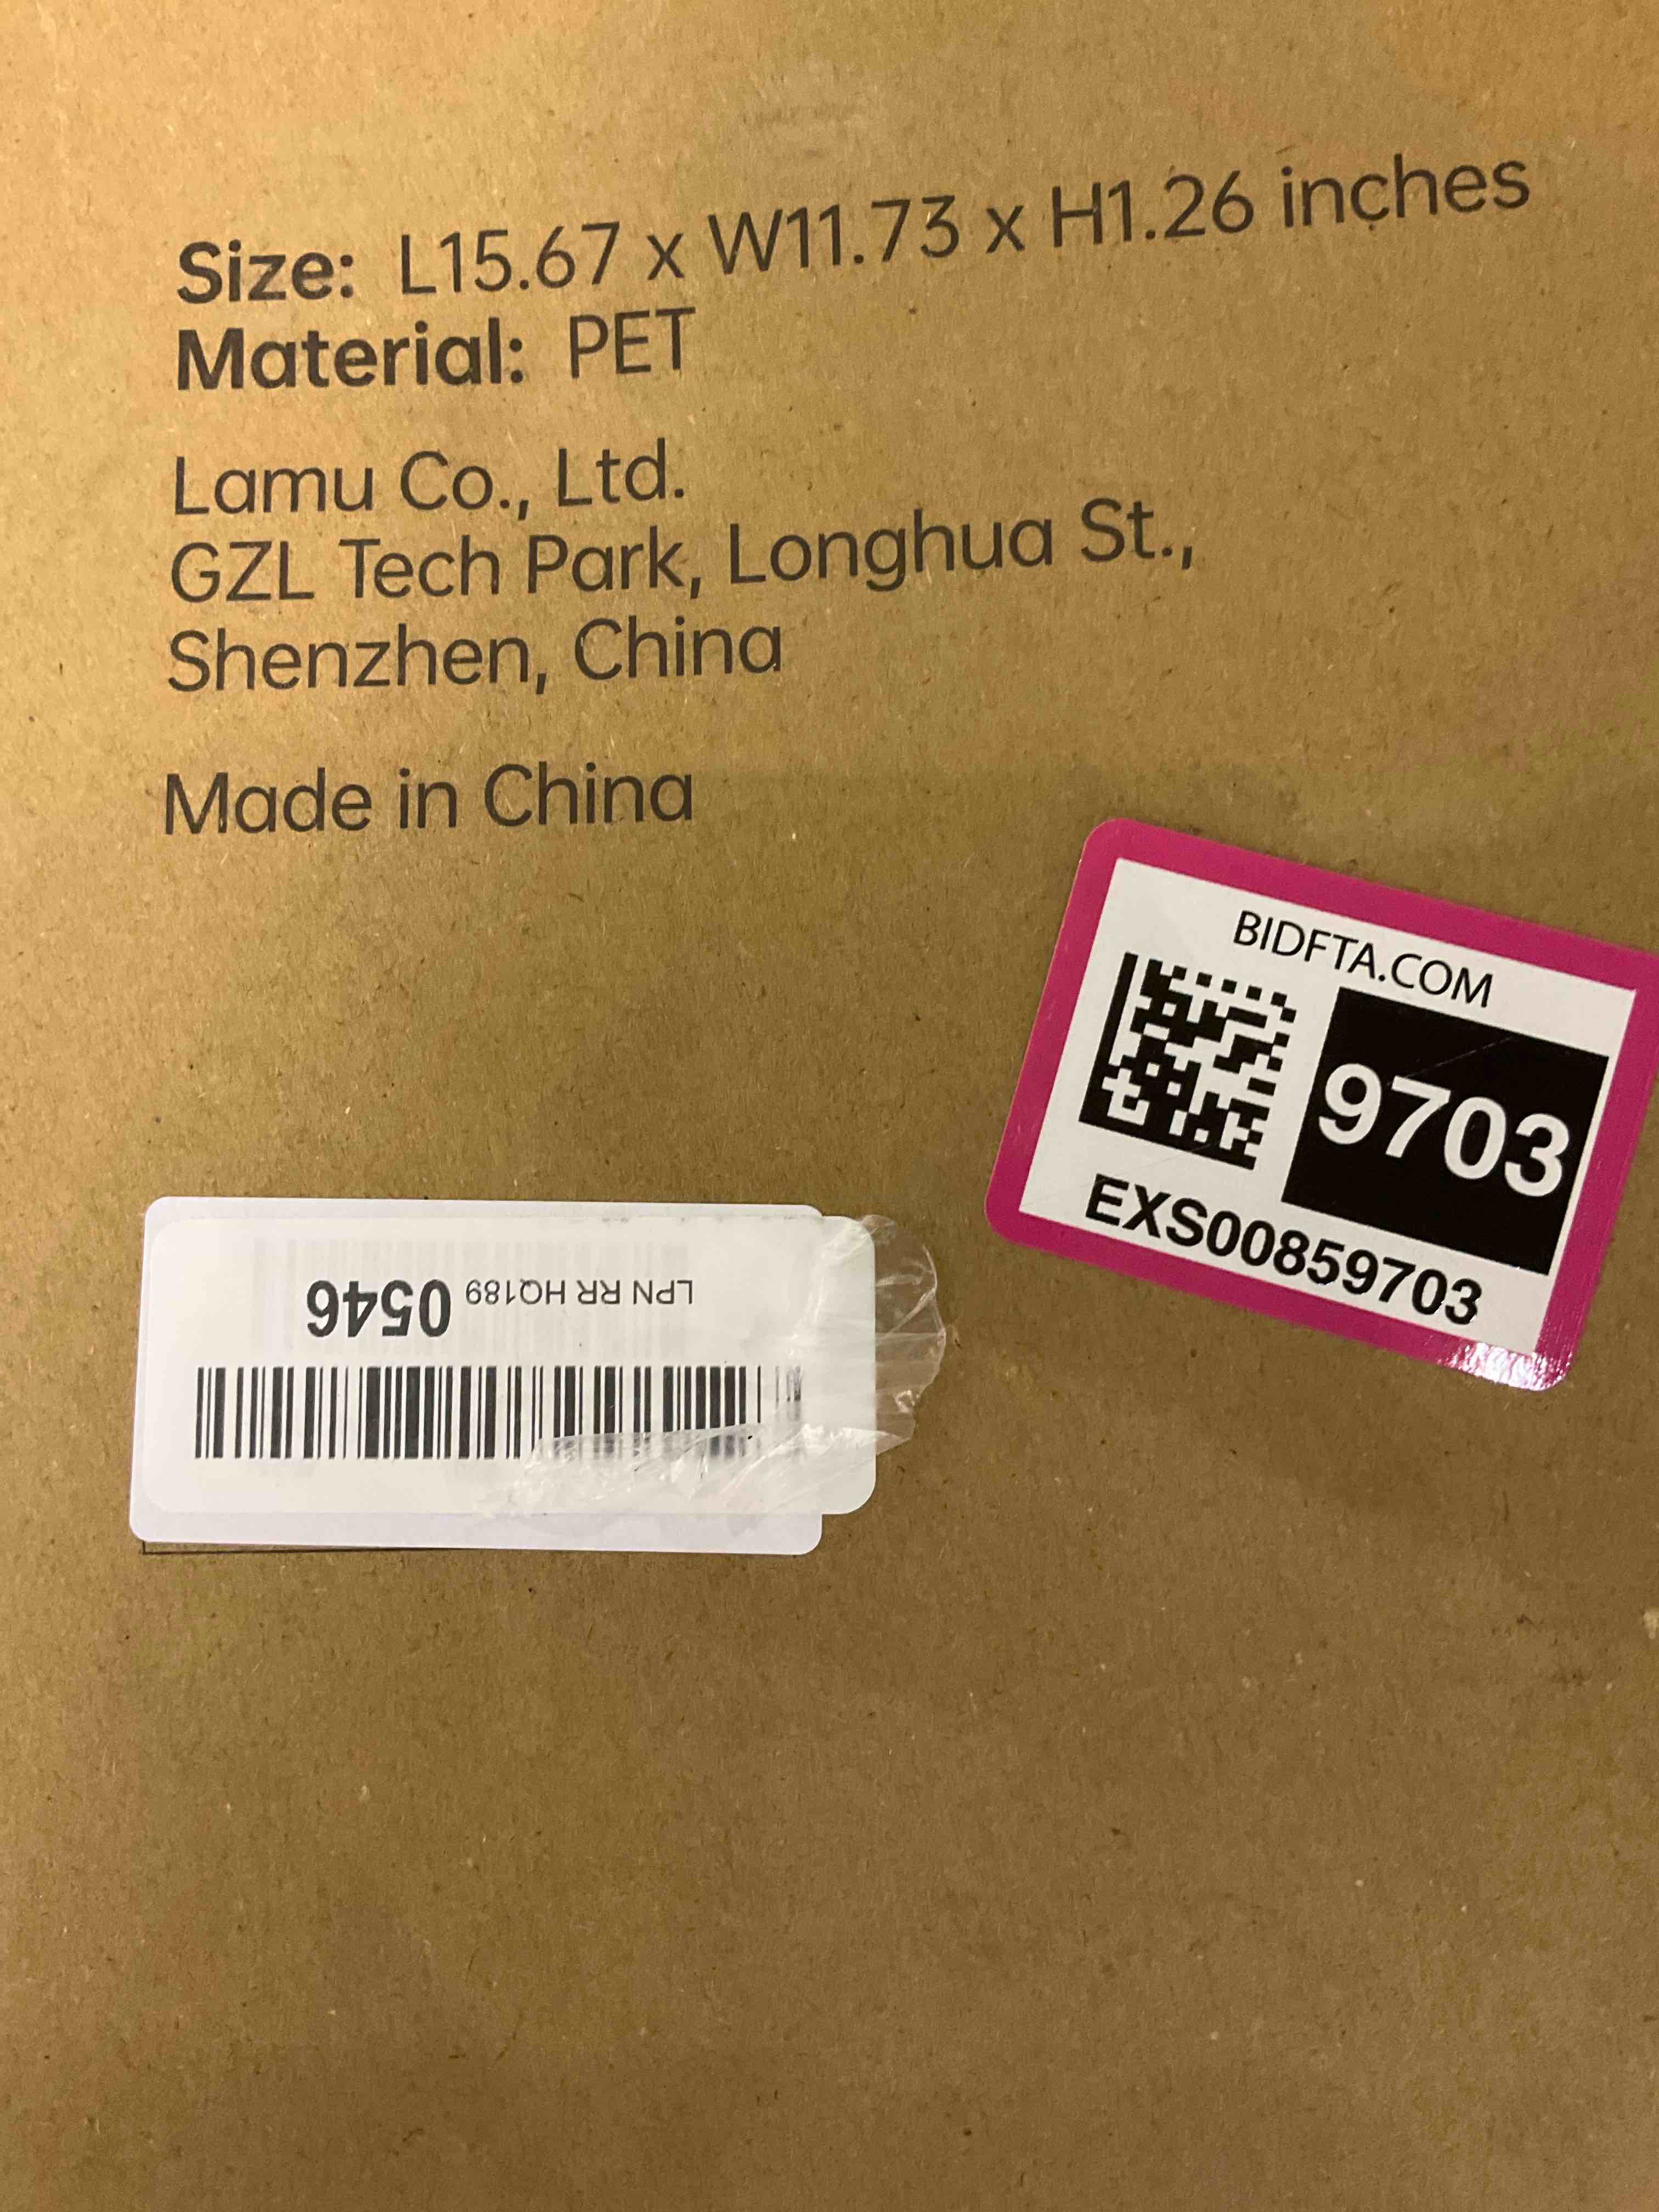 Size: L15.67 x W11.73 x H1.26 inches
Material: PET
Lamu Co., Ltd.
GZL Tech Park, Longhua St.,
Shenzhen, China
Made in China
BIDFTA.COM
9703
EXS00859703
LPN RR HQ189 0546